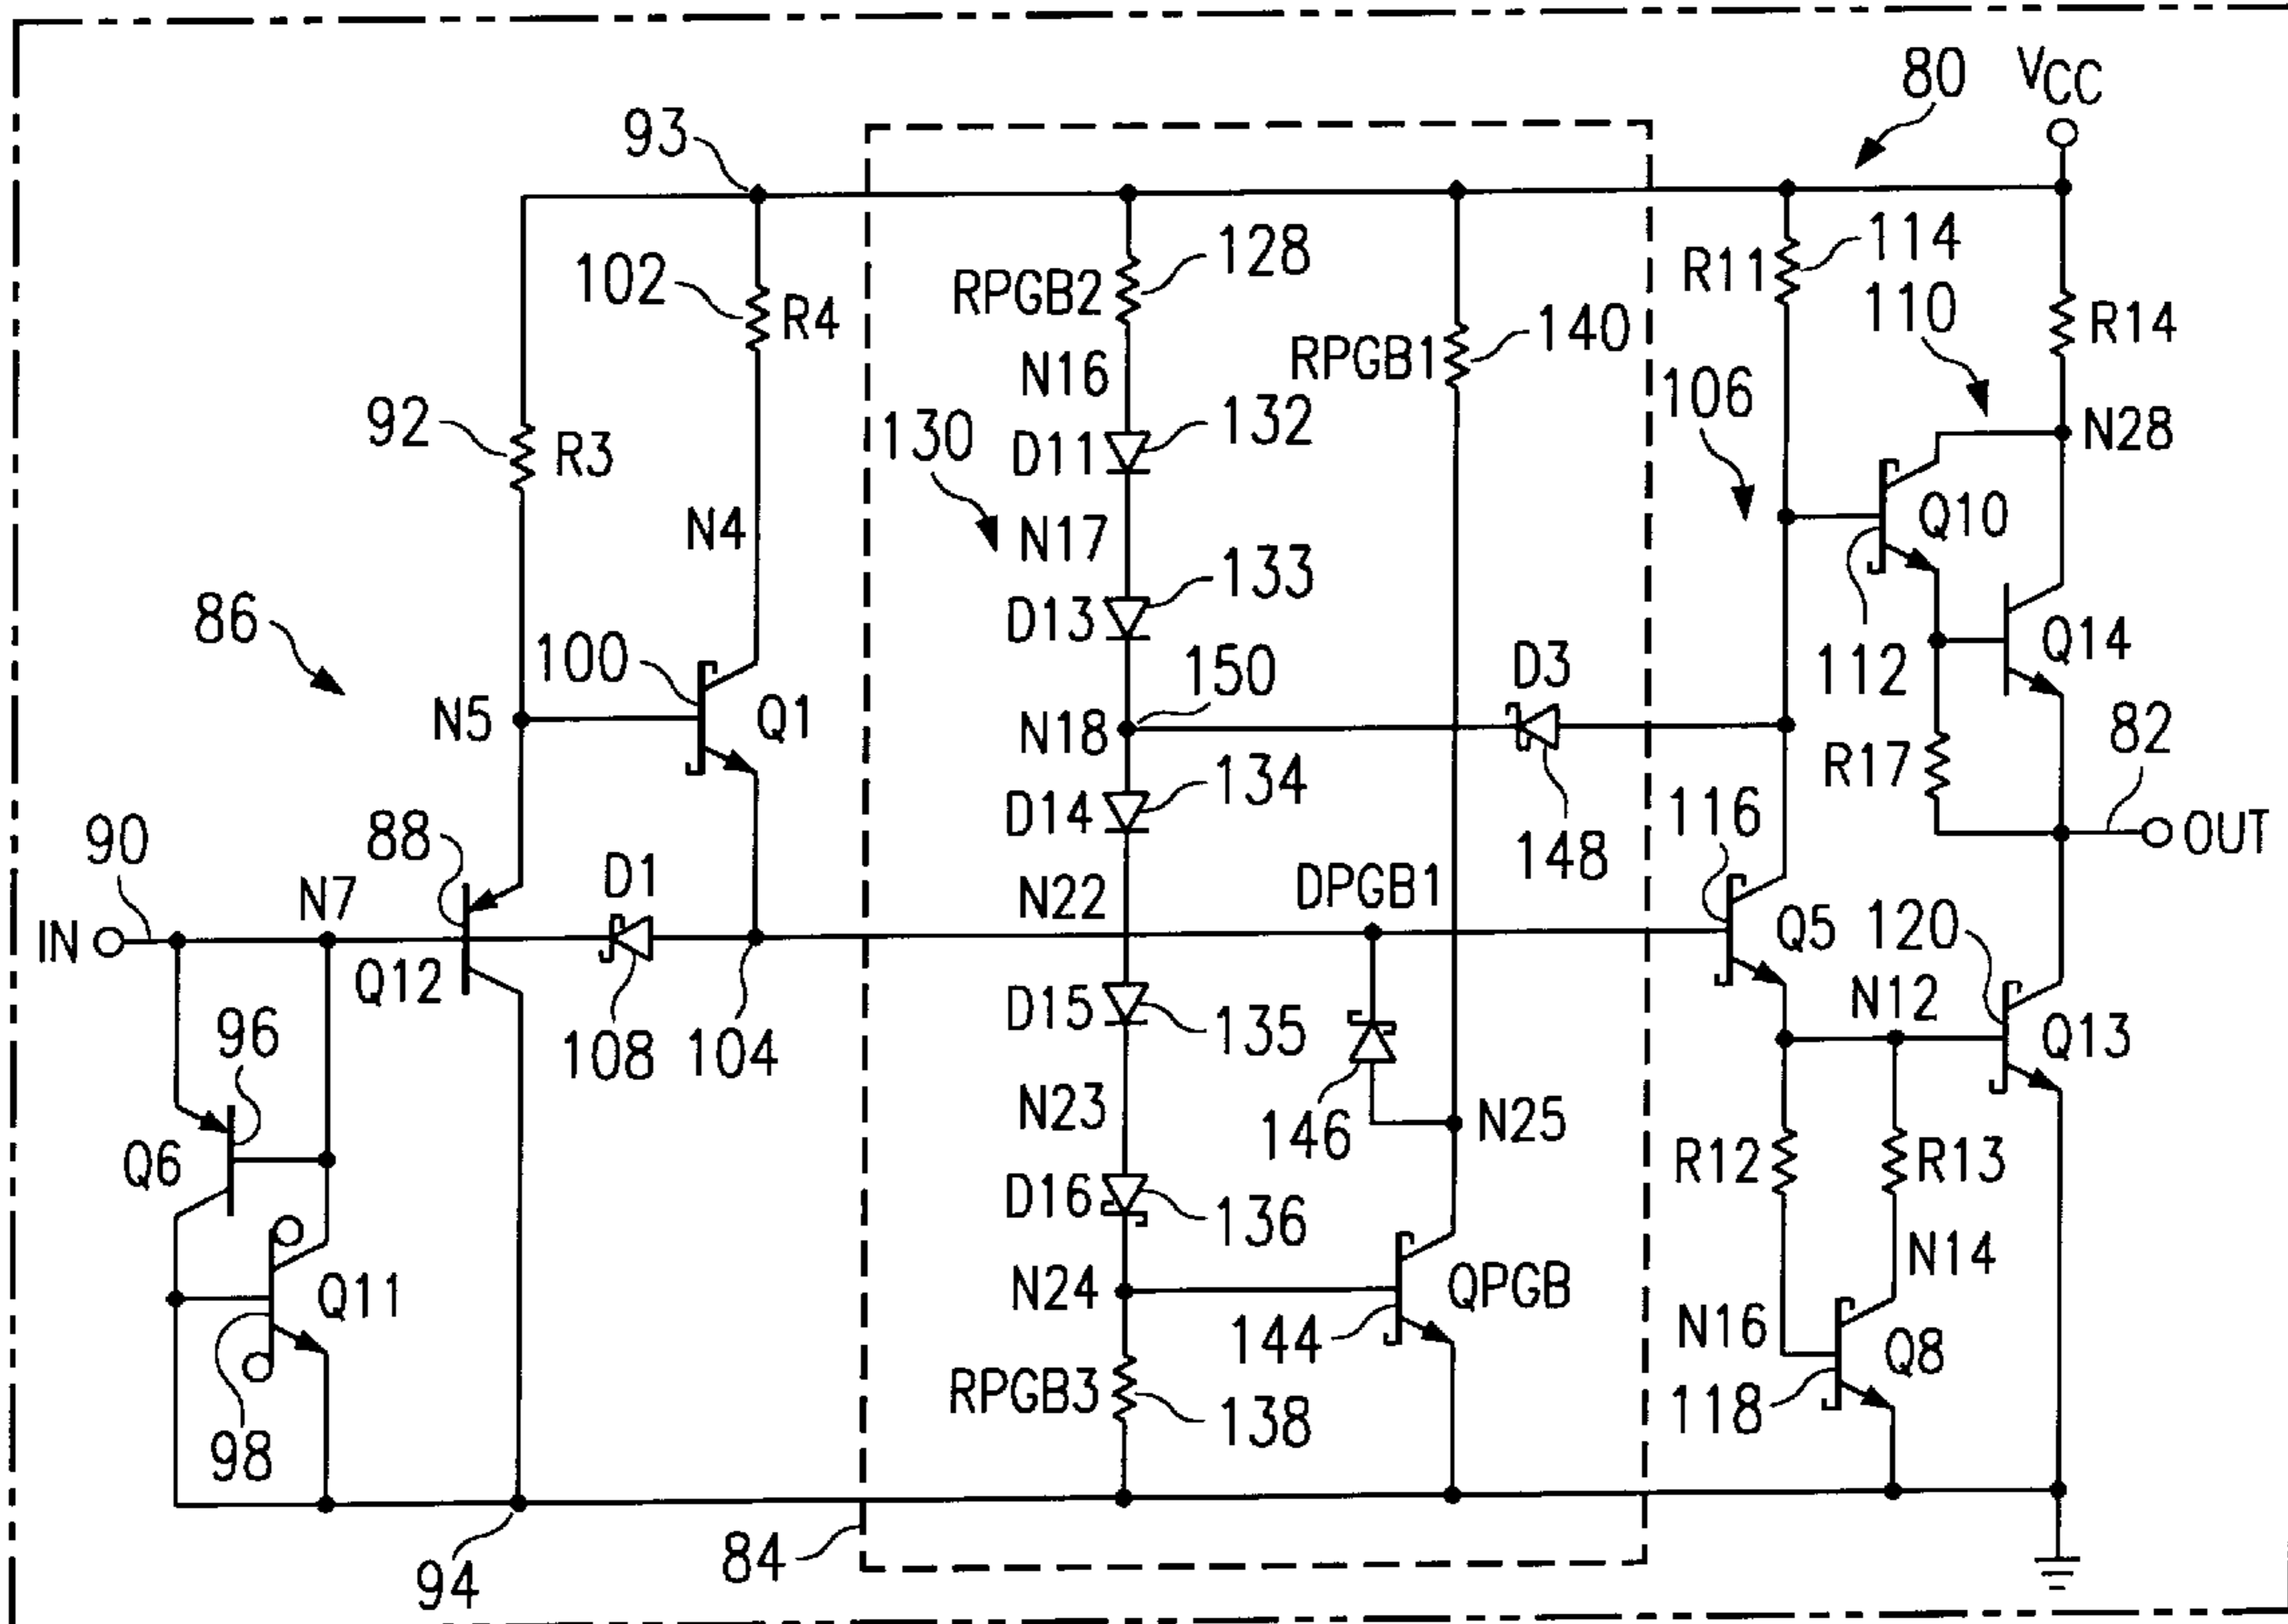 80
VCC
93
128
114
102
R4
RPGB2
R11
110
R14
140
RPGB1
N16
106
92
R3
130
132
D11
N28
N4
N17
Q10
133
86
D13
100
150
D3
112
Q14
N5
Q1
N18
82
134
R17
D14
116
90
88
148
OUT
D1
DPGB1
N7
N22
IN
Q5
120
Q12
N12
96
108
104
D15
135
Q13
N23
146
N25
Q6
D16
136
R12
R13
N14
Q11
N24
QPGB
144
N16
Q8
RPGB3
138
118
98
84
94